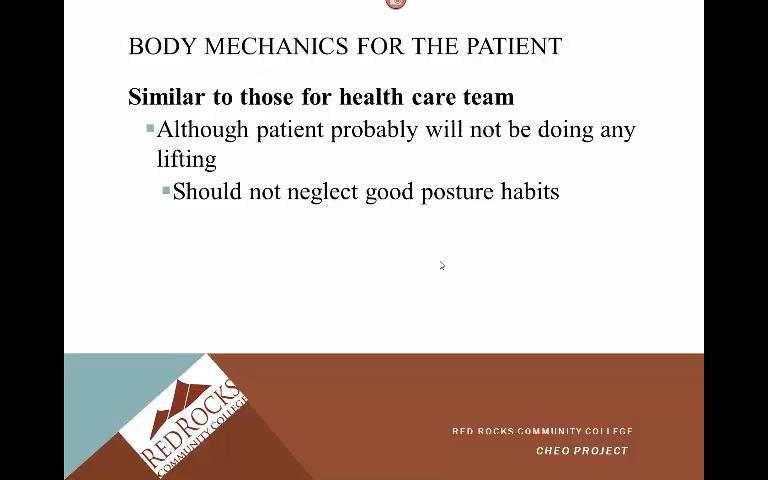 BODY MECHANICS FOR THE PATIENT
Similar to those for health care team
Although patient probably will not be doing any
lifting
Should not neglect good posture habits
RED ROCKS
COMMUNITY COLLEGE
RED ROCKS COMMUNITY COLLEGE
CHEO PROJECT